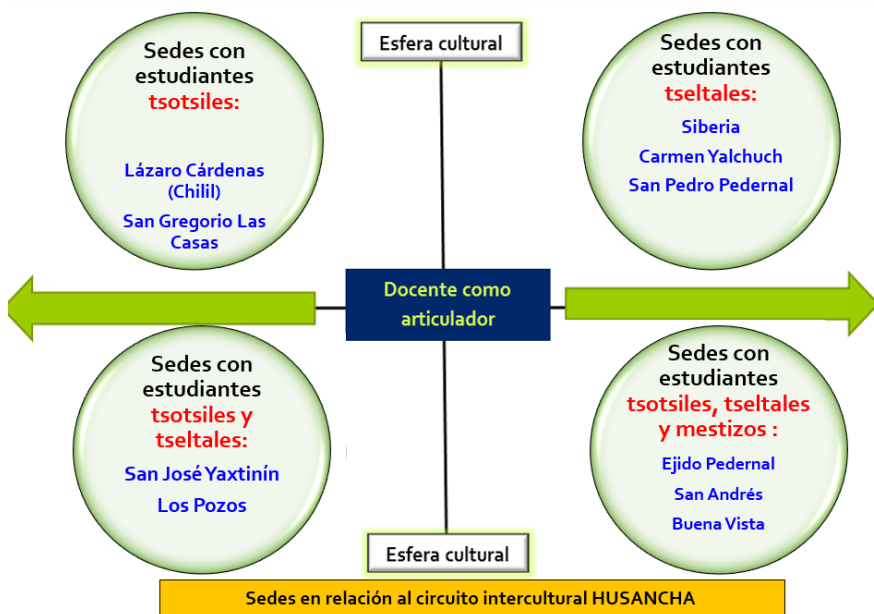 Esfera cultural
Sedes con
estudiantes
tsotsiles:
Lázaro Cárdenas
(Chilil)
San Gregorio Las
Casas
Sedes con
estudiantes
tseltales:
Siberia
Carmen Yalchuch
San Pedro Pedernal
Docente como
articulador
Sedes con
estudiantes
tsotsiles y
tseltales:
San José Yaxtinín
Los Pozos
Sedes con
estudiantes
tsotsiles, tseltales
y mestizos :
Ejido Pedernal
San Andrés
Buena Vista
Esfera cultural
Sedes en relación al circuito intercultural HUSANCHA